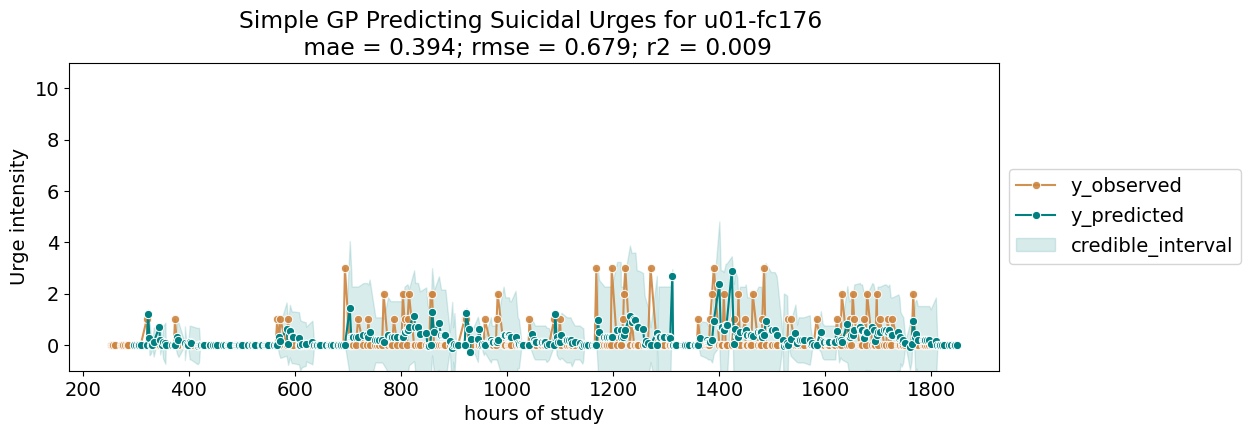 Simple GP Predicting Suicidal Urges for u01-fc176
mae = 0.394; rmse = 0.679; r2 = 0.009
Urge intensity
10
8
6
4
2
0
200 400 600 800 1000 1200 1400 1600 1800
hours of study
y_observed
y_predicted
credible_interval